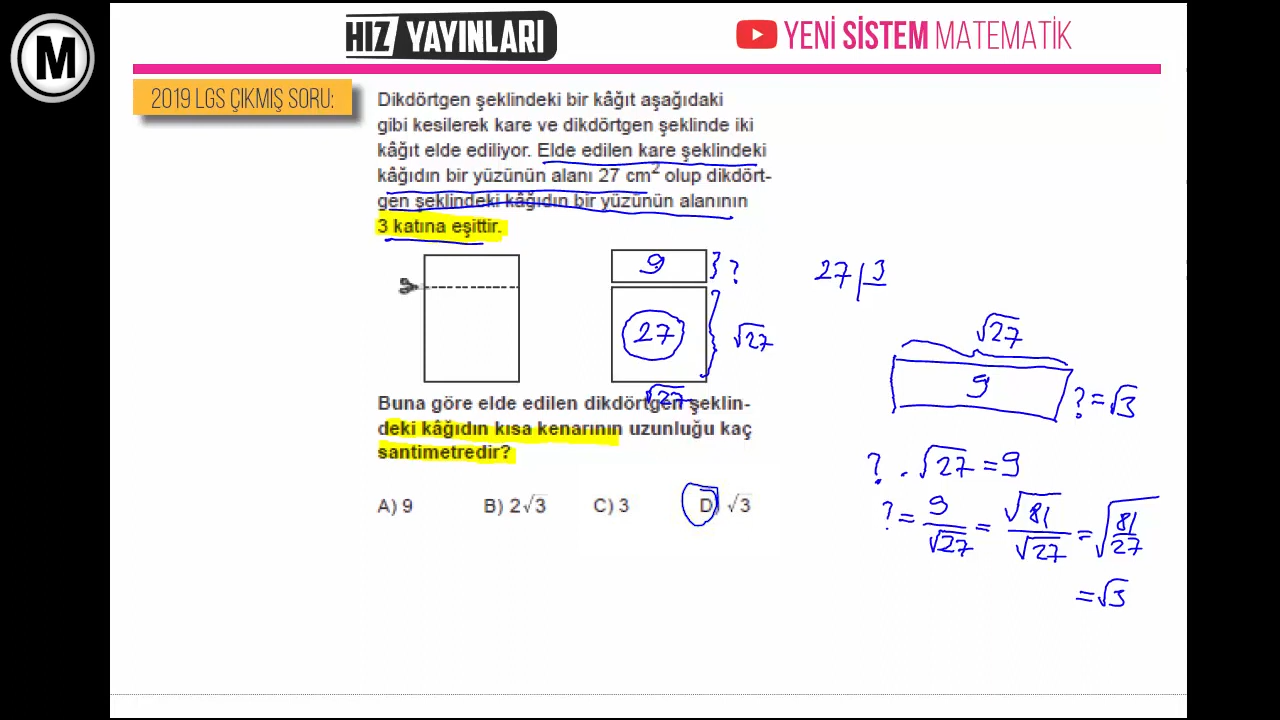 M
HIZ YAYINLARI
YENİ SİSTEM MATEMATİK
2019 LGS ÇIKMIŞ SORU:
Dikdörtgen şeklindeki bir kâğıt aşağıdaki
gibi kesilerek kare ve dikdörtgen şeklinde iki
kâğıt elde ediliyor. Elde edilen kare şeklindeki
kâğıdın bir yüzünün alanı 27 cm² olup dikdört-
gen şeklindeki kâğıdın bir yüzünün alanının
3 katına eşittir.
9 ?
27 √27
√27
27 3
√27
9 ? = √3
? . √27 = 9
? = 9/√27 = √81/√27 = √81/27
= √3
Buna göre elde edilen dikdörtgen şeklin-
deki kâğıdın kısa kenarının uzunluğu kaç
santimetredir?
A) 9 B) 2√3 C) 3 D) √3